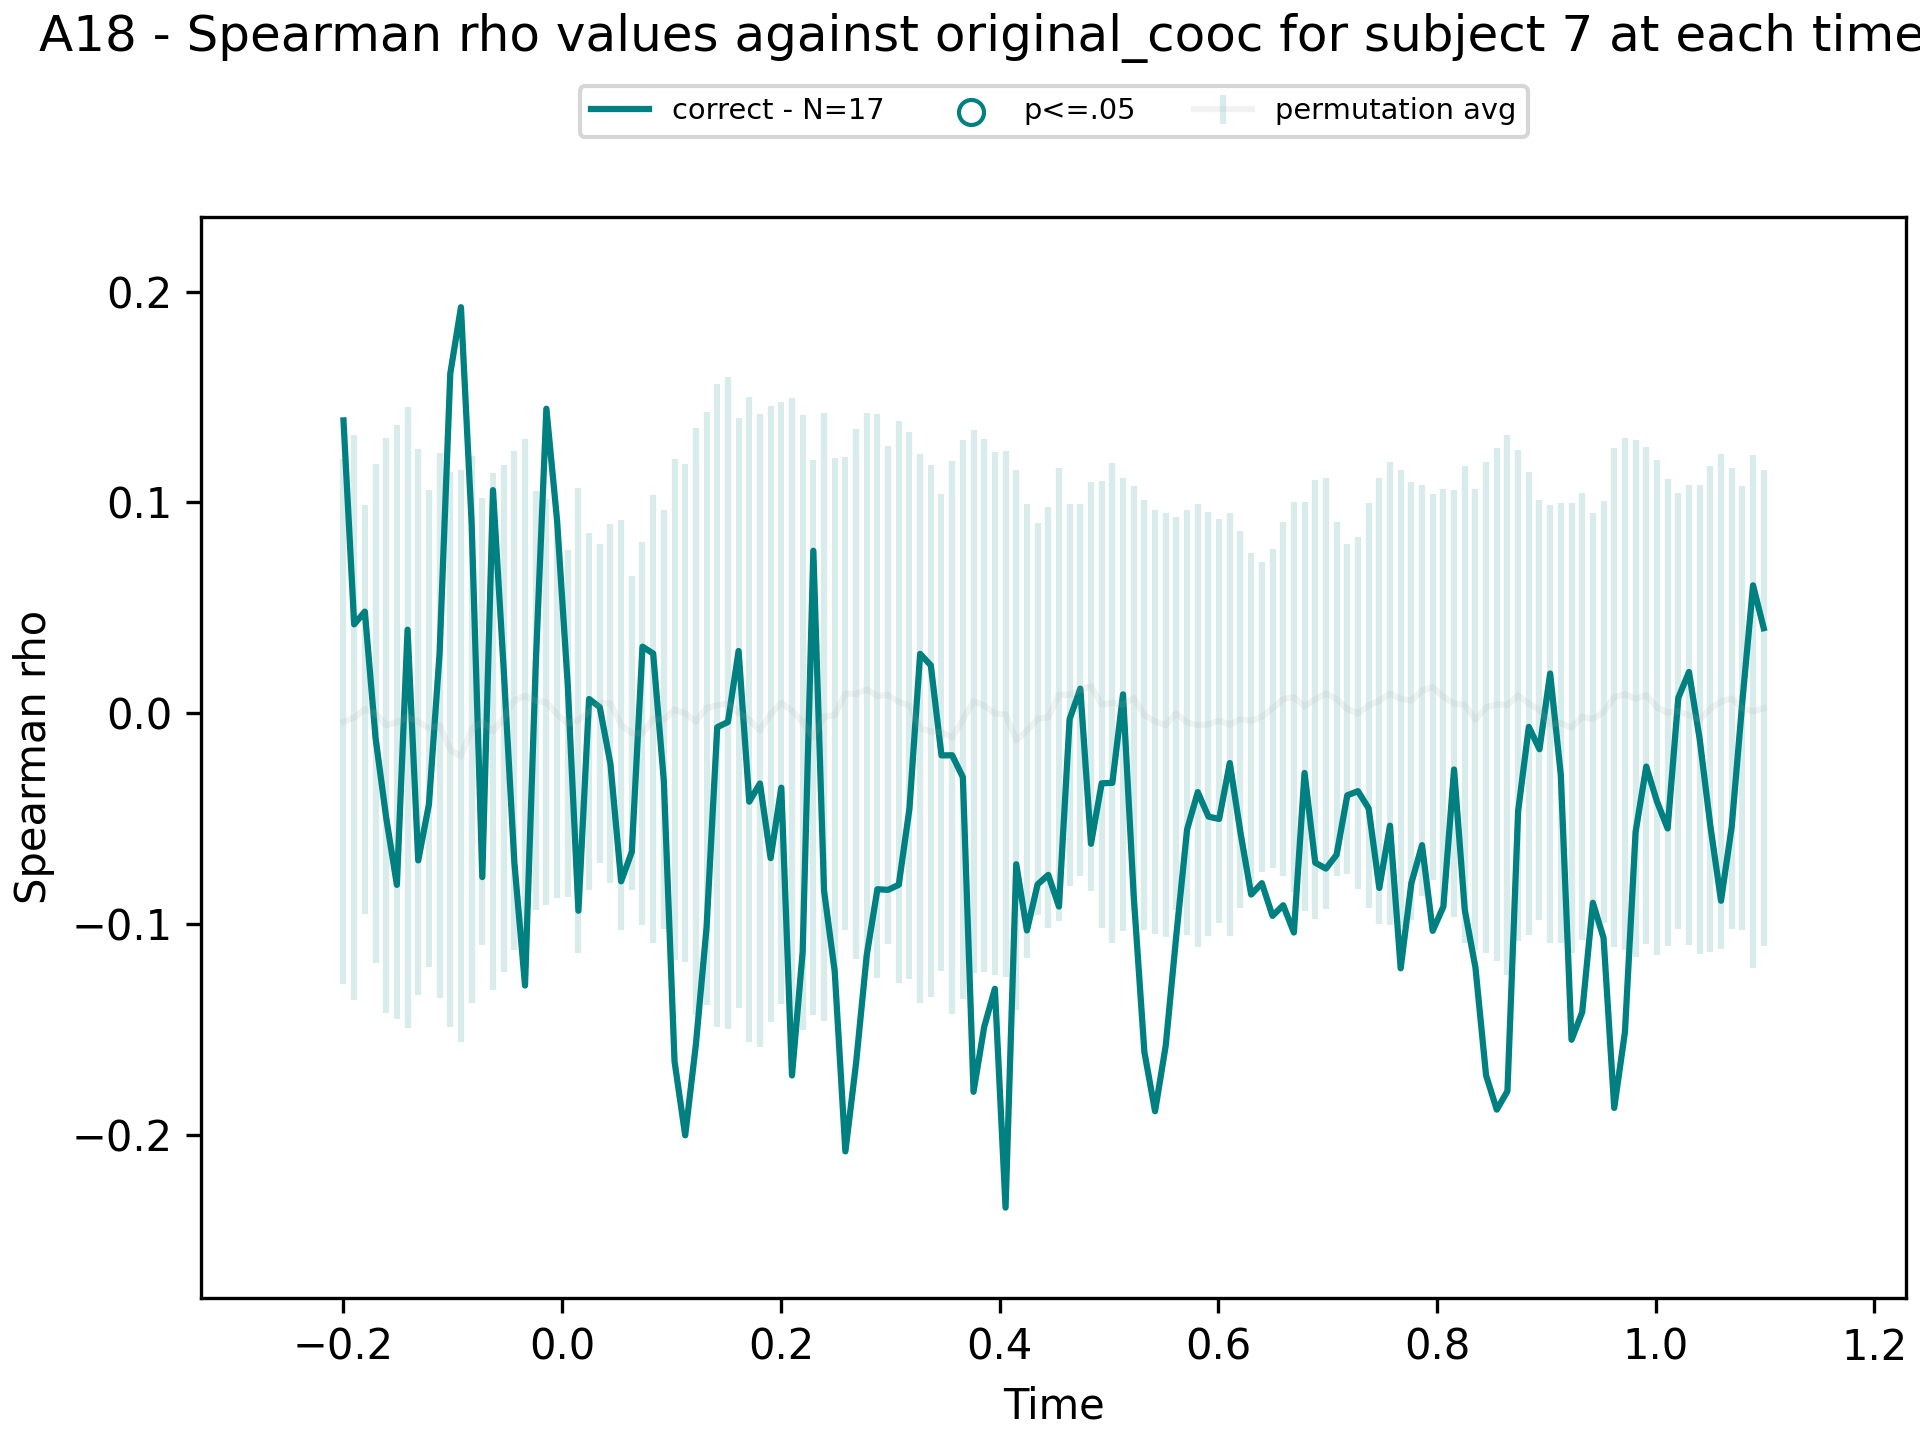 A18 - Spearman rho values against original_cooc for subject 7 at each time
correct - N=17 p<=.05 permutation avg
Spearman rho
0.2
0.1
0.0
−0.1
−0.2
−0.2 0.0 0.2 0.4 0.6 0.8 1.0 1.2
Time